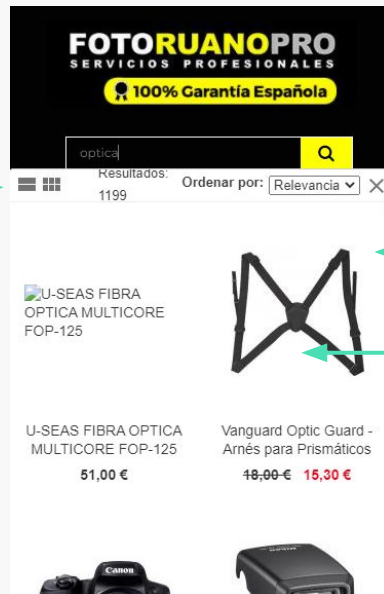 FOTORUANOPRO
SERVICIOS PROFESIONALES
100% Garantía Española
optica
Resultados:
1199
Ordenar por: Relevancia
U-SEAS FIBRA
OPTICA MULTICORE
FOP-125
U-SEAS FIBRA OPTICA
MULTICORE FOP-125
51,00 €
Vanguard Optic Guard -
Arnés para Prismáticos
18,00 € 15,30 €
Canon